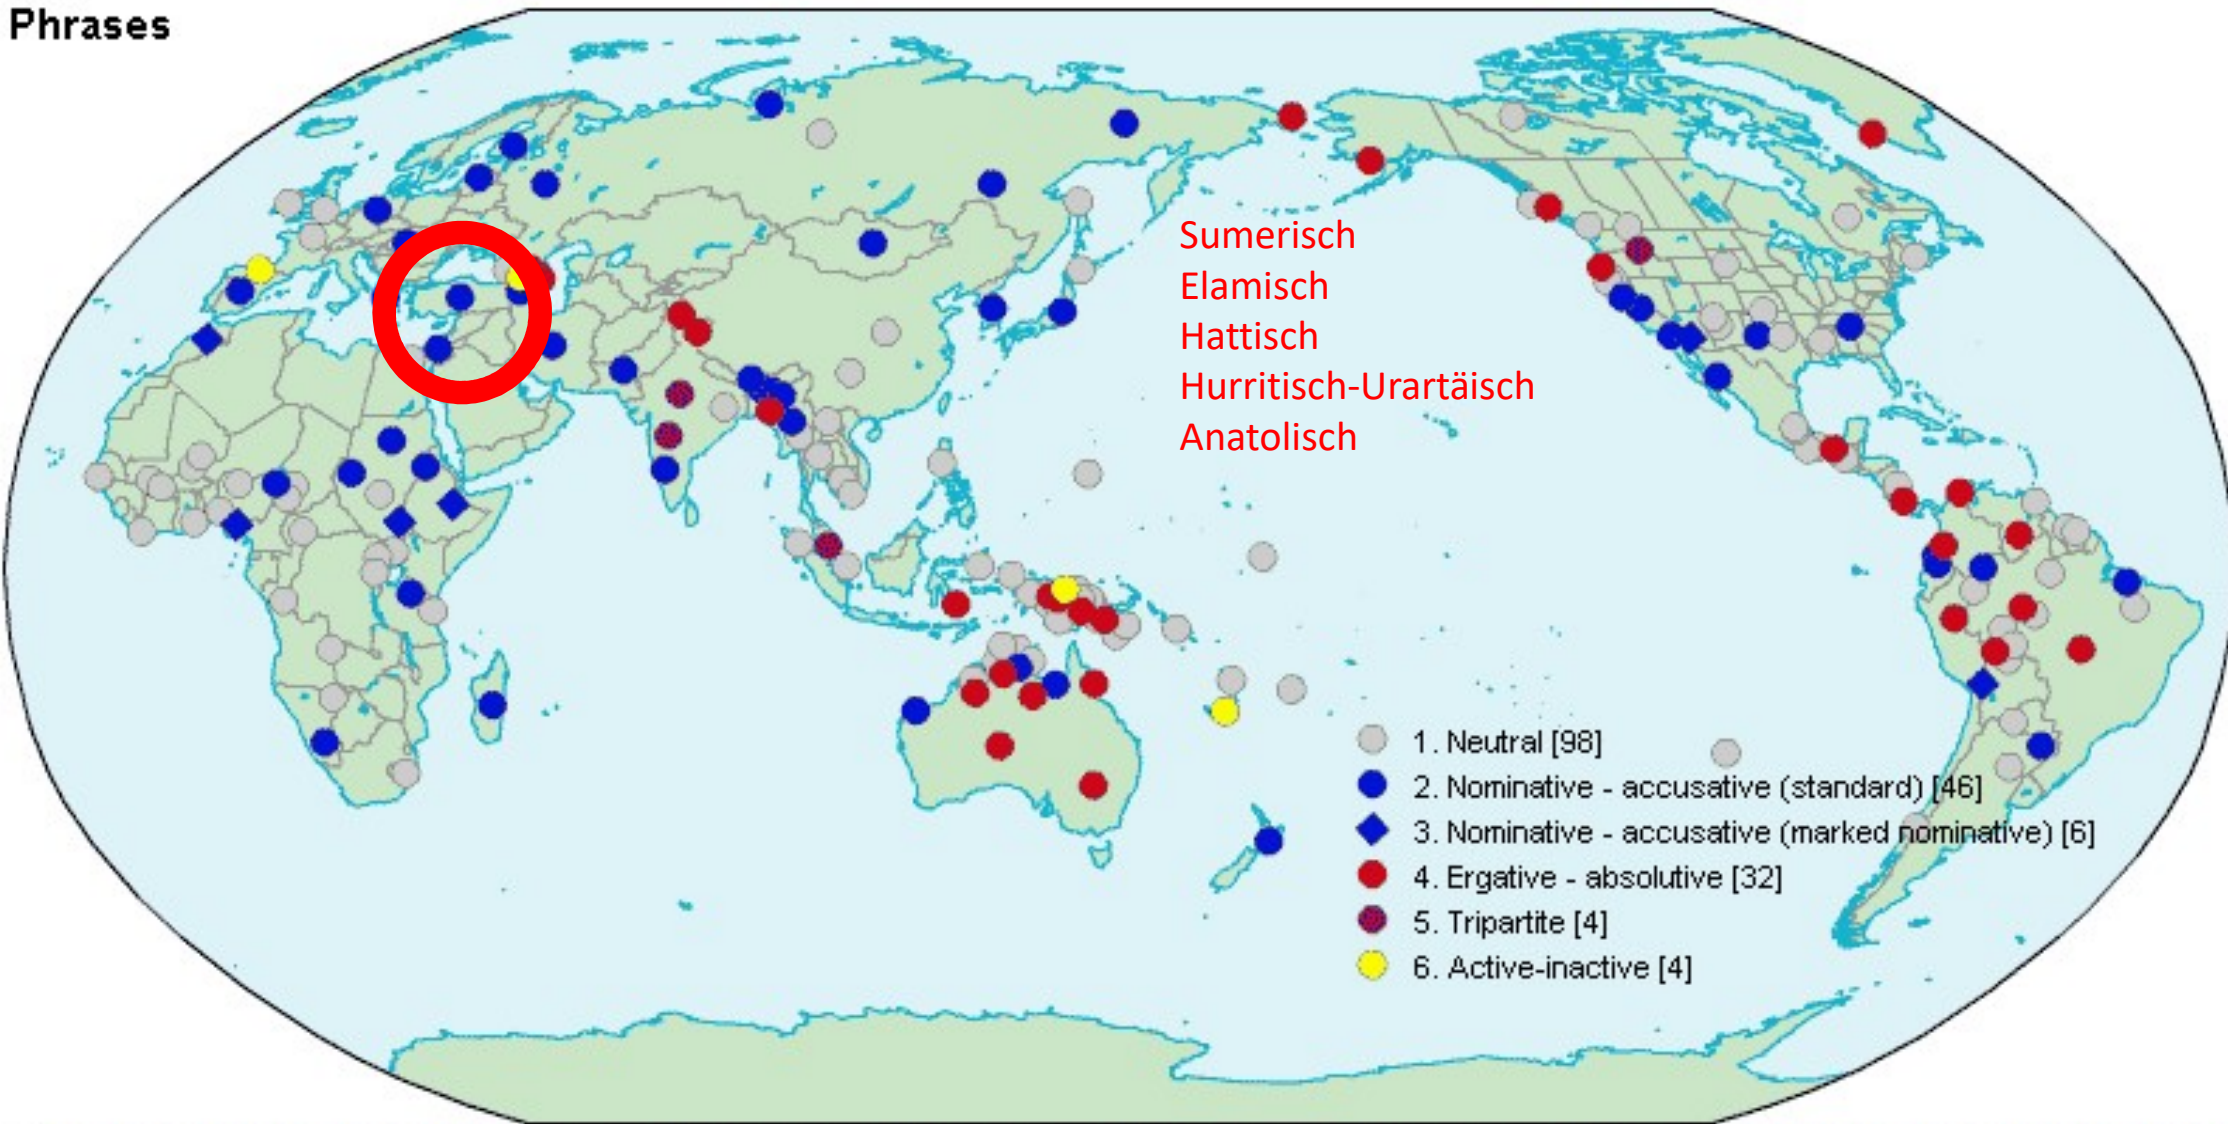 Phrases
Sumerisch
Elamisch
Hattisch
Hurritisch-Urartäisch
Anatolisch
1. Neutral [98]
2. Nominative - accusative (standard) [46]
3. Nominative - accusative (marked nominative) [6]
4. Ergative - absolutive [32]
5. Tripartite [4]
6. Active-inactive [4]